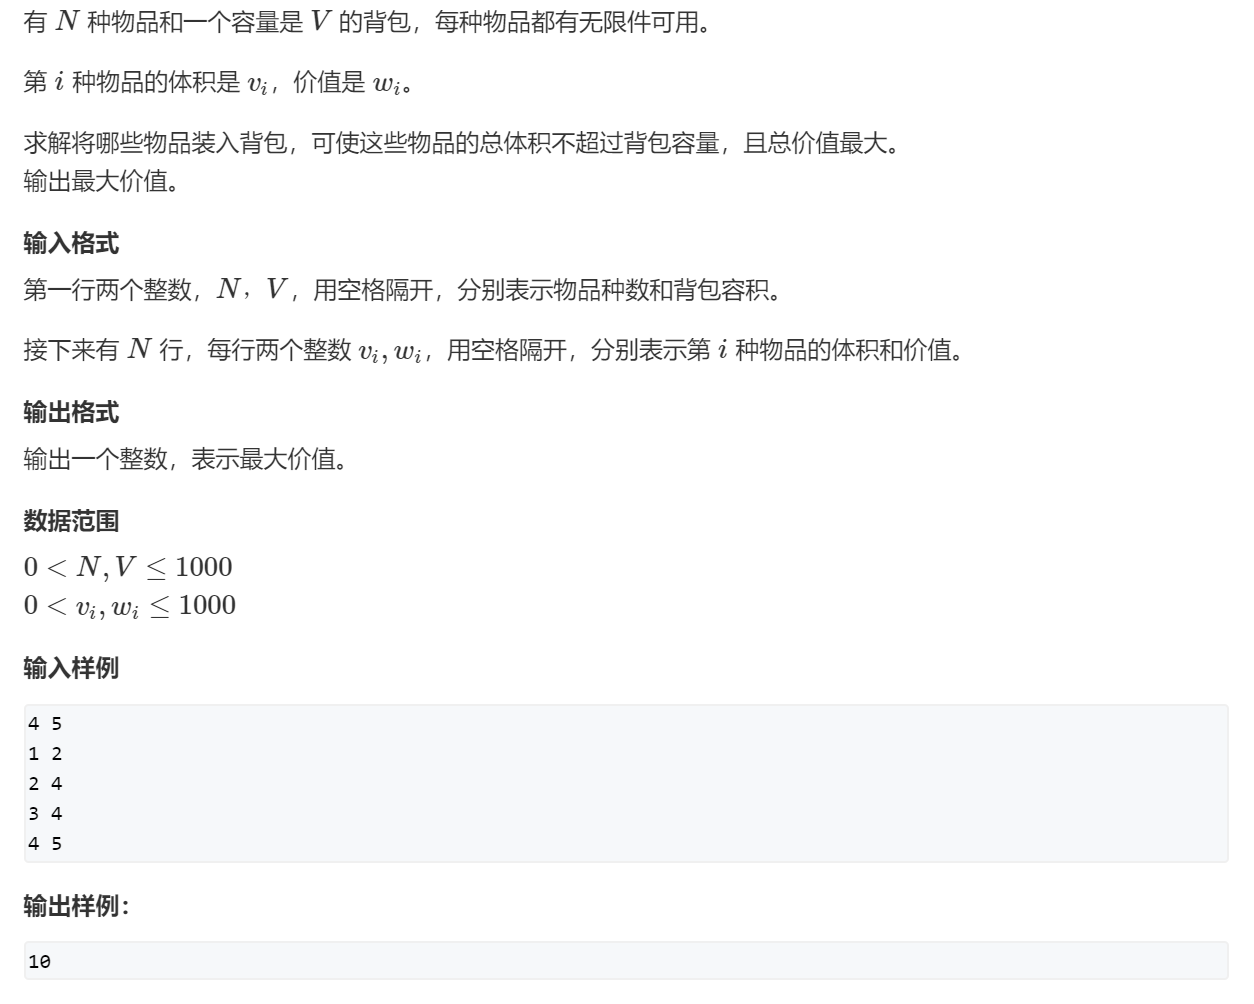 有 N 种物品和一个容量是 V 的背包，每种物品都有无限件可用。
第 i 种物品的体积是 vᵢ，价值是 wᵢ。
求解将哪些物品装入背包，可使这些物品的总体积不超过背包容量，且总价值最大。
输出最大价值。
输入格式
第一行两个整数，N，V，用空格隔开，分别表示物品种数和背包容积。
接下来有 N 行，每行两个整数 vᵢ, wᵢ，用空格隔开，分别表示第 i 种物品的体积和价值。
输出格式
输出一个整数，表示最大价值。
数据范围
0 < N, V ≤ 1000
0 < vᵢ, wᵢ ≤ 1000
输入样例
4 5
1 2
2 4
3 4
4 5
输出样例：
10